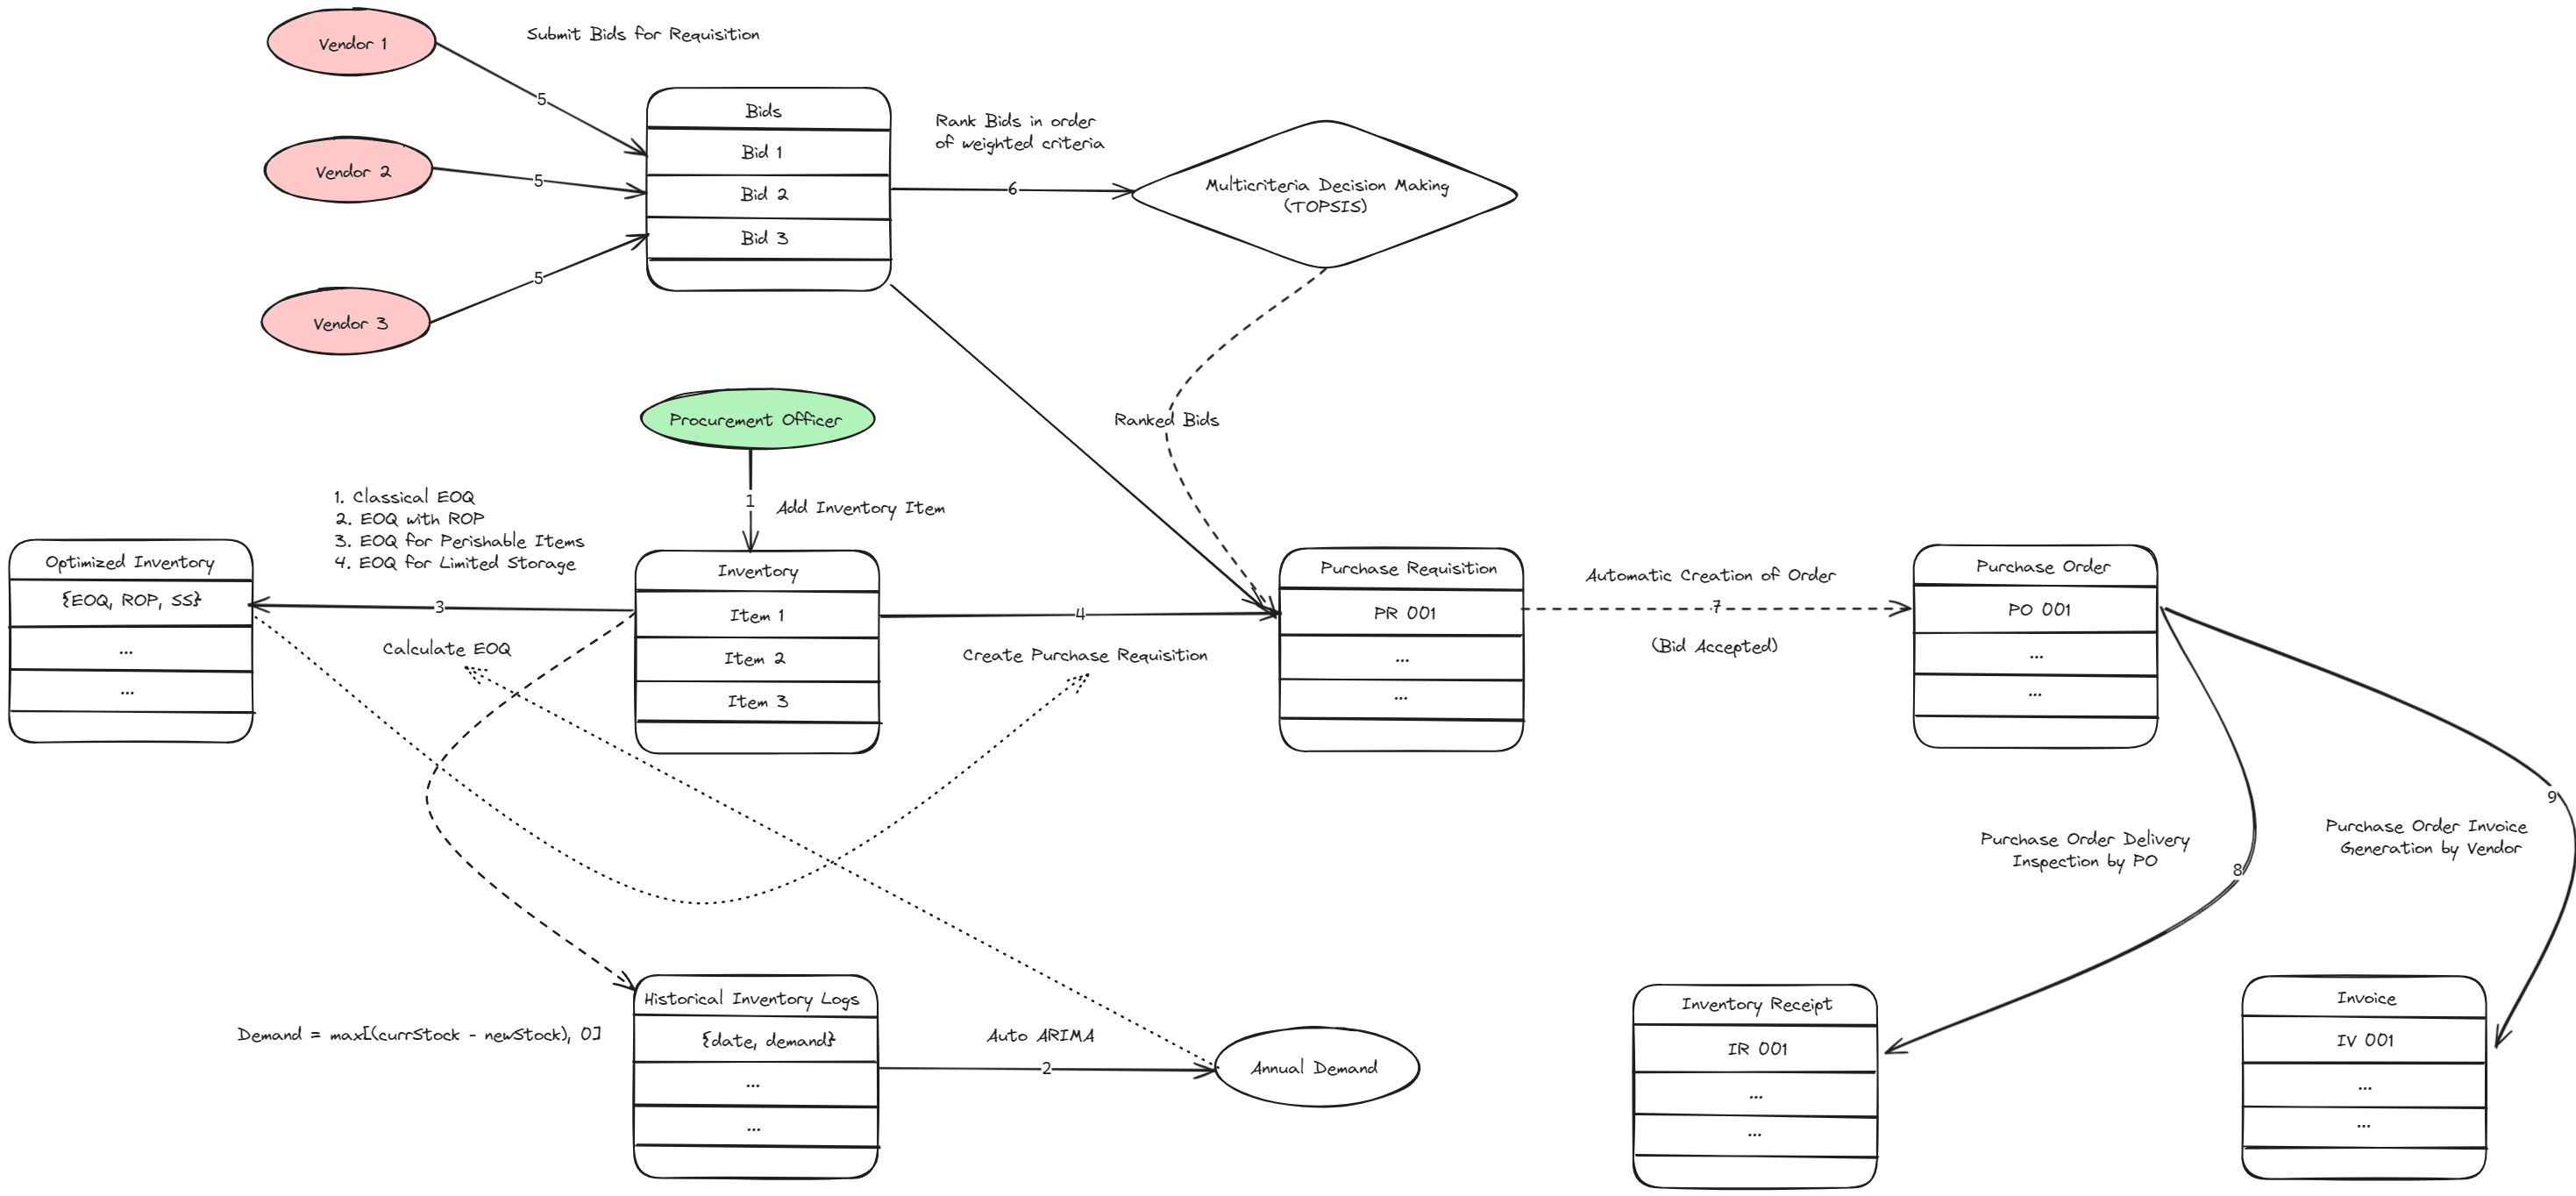 Vendor 1
Submit Bids for Requisition
5
Vendor 2
5
Vendor 3
5
Bids
Bid 1
Bid 2
Bid 3
Rank Bids in order
of weighted criteria
6
Multicriteria Decision Making
(TOPSIS)
Ranked Bids
Procurement Officer
1
Add Inventory Item
1. Classical EOQ
2. EOQ with ROP
3. EOQ for Perishable Items
4. EOQ for Limited Storage
Optimized Inventory
{EOQ, ROP, SS}
...
...
3
Calculate EOQ
Inventory
Item 1
Item 2
Item 3
4
Create Purchase Requisition
Purchase Requisition
PR 001
...
...
Automatic Creation of Order
7
(Bid Accepted)
Purchase Order
PO 001
...
...
Purchase Order Delivery
Inspection by PO
8
Purchase Order Invoice
Generation by Vendor
9
Demand = max[(currStock - newStock), 0]
Historical Inventory Logs
{date, demand}
...
...
Auto ARIMA
2
Annual Demand
Inventory Receipt
IR 001
...
...
Invoice
IV 001
...
...